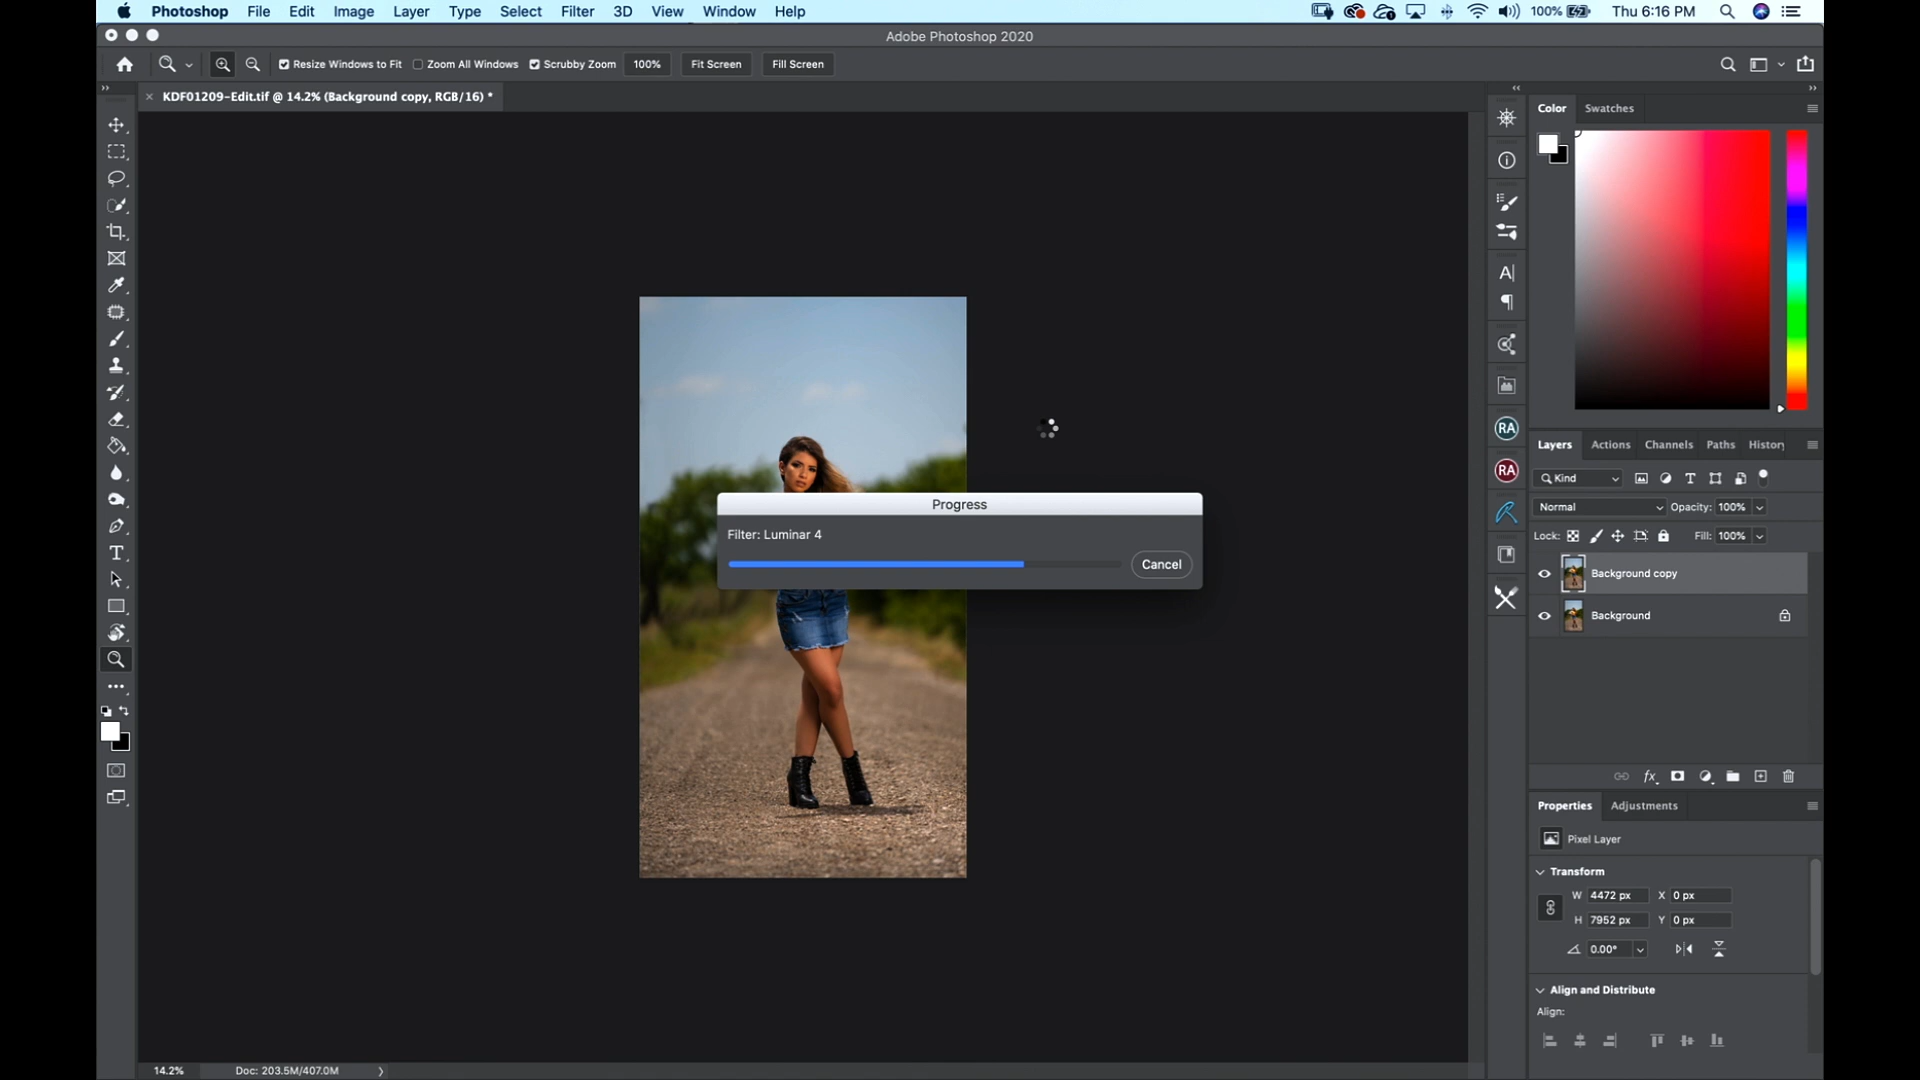 Photoshop File Edit Image Layer Type Select Filter 3D View Window Help 100% Thu 6:16 PM
Adobe Photoshop 2020
Resize Windows to Fit Zoom All Windows Scrubby Zoom 100% Fit Screen Fill Screen
KDF01209-Edit.tif @ 14.2% (Background copy, RGB/16) *
Color Swatches
A|
RA
RA
Layers Actions Channels Paths History
Kind
Normal Opacity: 100%
Lock: Fill: 100%
Progress
Filter: Luminar 4
Cancel
Background copy
Background
fx
Properties Adjustments
Pixel Layer
Transform
W 4472 px X 0 px
H 7952 px Y 0 px
0.00°
Align and Distribute
Align:
14.2% Doc: 203.5M/407.0M